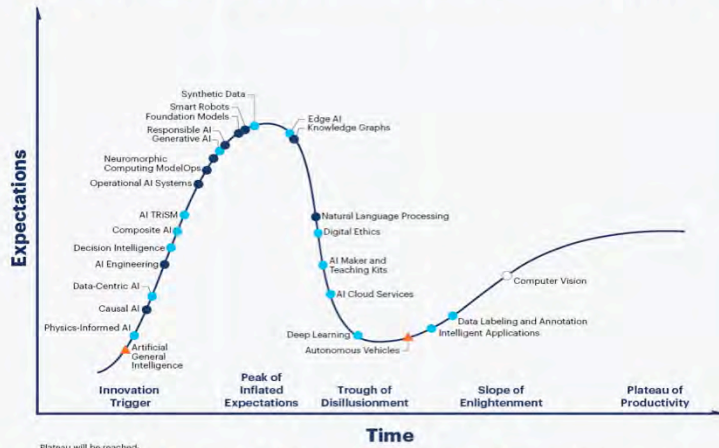 Expectations
Synthetic Data
Smart Robots
Foundation Models
Responsible AI
Generative AI
Neuromorphic
Computing ModelOps
Operational AI Systems
AI TRiSM
Composite AI
Decision Intelligence
AI Engineering
Data-Centric AI
Causal AI
Physics-Informed AI
Artificial
General
Intelligence
Edge AI
Knowledge Graphs
Natural Language Processing
Digital Ethics
AI Maker and
Teaching Kits
AI Cloud Services
Deep Learning
Autonomous Vehicles
Data Labeling and Annotation
Intelligent Applications
Computer Vision
Innovation
Trigger
Peak of
Inflated
Expectations
Trough of
Disillusionment
Slope of
Enlightenment
Plateau of
Productivity
Time
Plateau will be reached